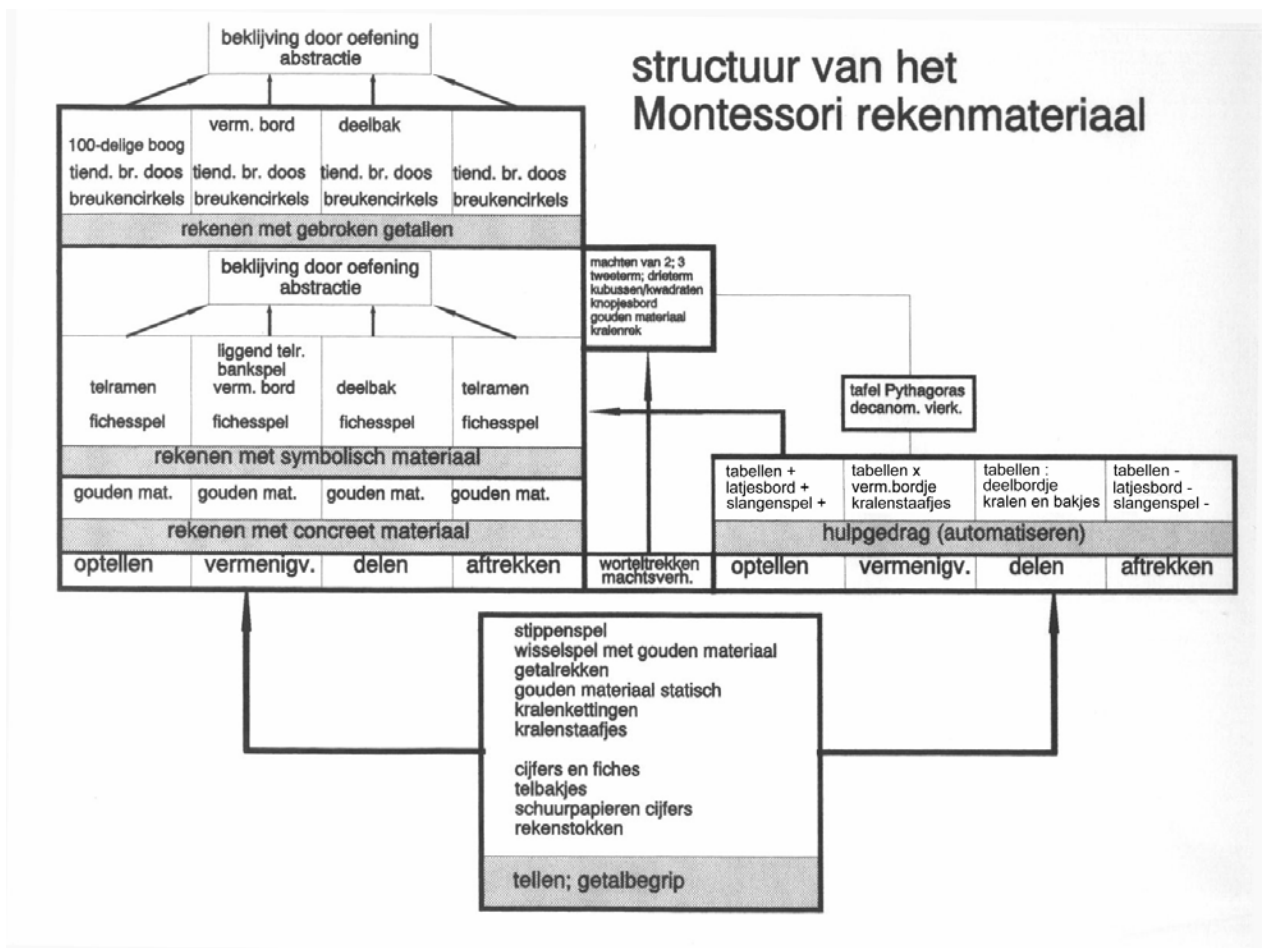 structuur van het
Montessori rekenmateriaal
beklijving door oefening
abstractie
100-delige boog
tiend. br. doos
breukencirkels
verm. bord
tiend. br. doos
breukencirkels
deelbak
tiend. br. doos
breukencirkels
tiend. br. doos
breukencirkels
rekenen met gebroken getallen
beklijving door oefening
abstractie
telramen
fichesspel
liggend telr.
bankspel
verm. bord
fichesspel
deelbak
fichesspel
telramen
fichesspel
rekenen met symbolisch materiaal
gouden mat.
gouden mat.
gouden mat.
gouden mat.
rekenen met concreet materiaal
optellen
vermenigv.
delen
aftrekken
machten van 2; 3
tweeterm; drieterm
kubussen/kwadraten
knopjesbord
gouden materiaal
kralenrek
worteltrekken
machtsverh.
tafel Pythagoras
decanom. vierk.
tabellen +
latjesbord +
slangenspel +
tabellen x
verm.bordje
kralenstaafjes
tabellen :
deelbordje
kralen en bakjes
tabellen -
latjesbord -
slangenspel -
hulpgedrag (automatiseren)
optellen
vermenigv.
delen
aftrekken
stippenspel
wisselspel met gouden materiaal
getalrekken
gouden materiaal statisch
kralenkettingen
kralenstaafjes
cijfers en fiches
telbakjes
schuurpapieren cijfers
rekenstokken
tellen; getalbegrip